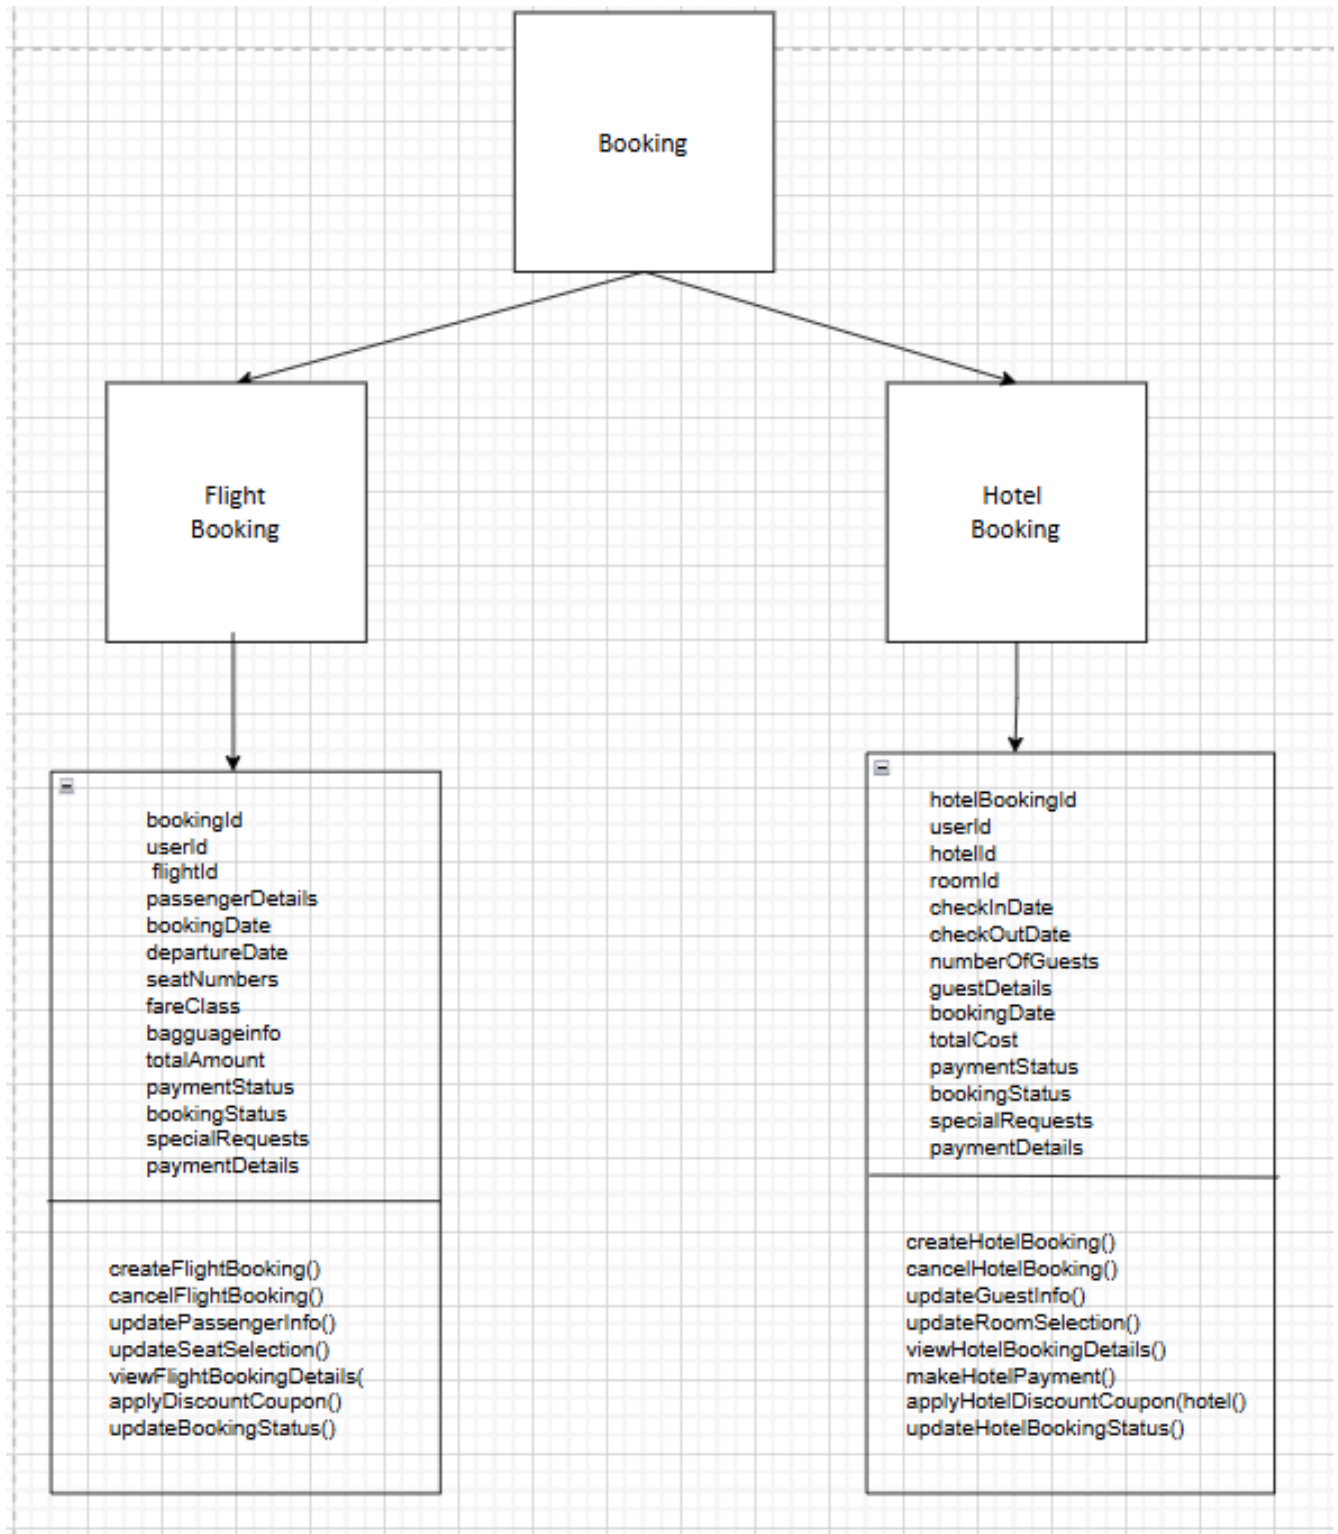 Booking
Flight
Booking
Hotel
Booking
bookingId
userId
flightId
passengerDetails
bookingDate
departureDate
seatNumbers
fareClass
bagguageinfo
totalAmount
paymentStatus
bookingStatus
specialRequests
paymentDetails
createFlightBooking()
cancelFlightBooking()
updatePassengerInfo()
updateSeatSelection()
viewFlightBookingDetails(
applyDiscountCoupon()
updateBookingStatus()
hotelBookingId
userId
hotelId
roomId
checkInDate
checkOutDate
numberOfGuests
guestDetails
bookingDate
totalCost
paymentStatus
bookingStatus
specialRequests
paymentDetails
createHotelBooking()
cancelHotelBooking()
updateGuestInfo()
updateRoomSelection()
viewHotelBookingDetails()
makeHotelPayment()
applyHotelDiscountCoupon(hotel()
updateHotelBookingStatus()